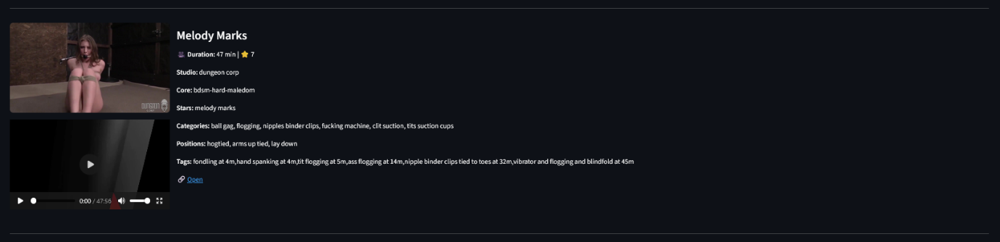 Melody Marks
Duration: 47 min | ⭐ 7
Studio: dungeon corp
Core: bdsm-hard-maledom
Stars: melody marks
Categories: ball gag, flogging, nipples binder clips, fucking machine, clit suction, tits suction cups
Positions: hogtied, arms up tied, lay down
Tags: fondling at 4m,hand spanking at 4m,tit flogging at 5m,ass flogging at 14m,nipple binder clips tied to toes at 32m,vibrator and flogging and blindfold at 45m
Open
DUNGEON
CORP
0:00 / 47:56